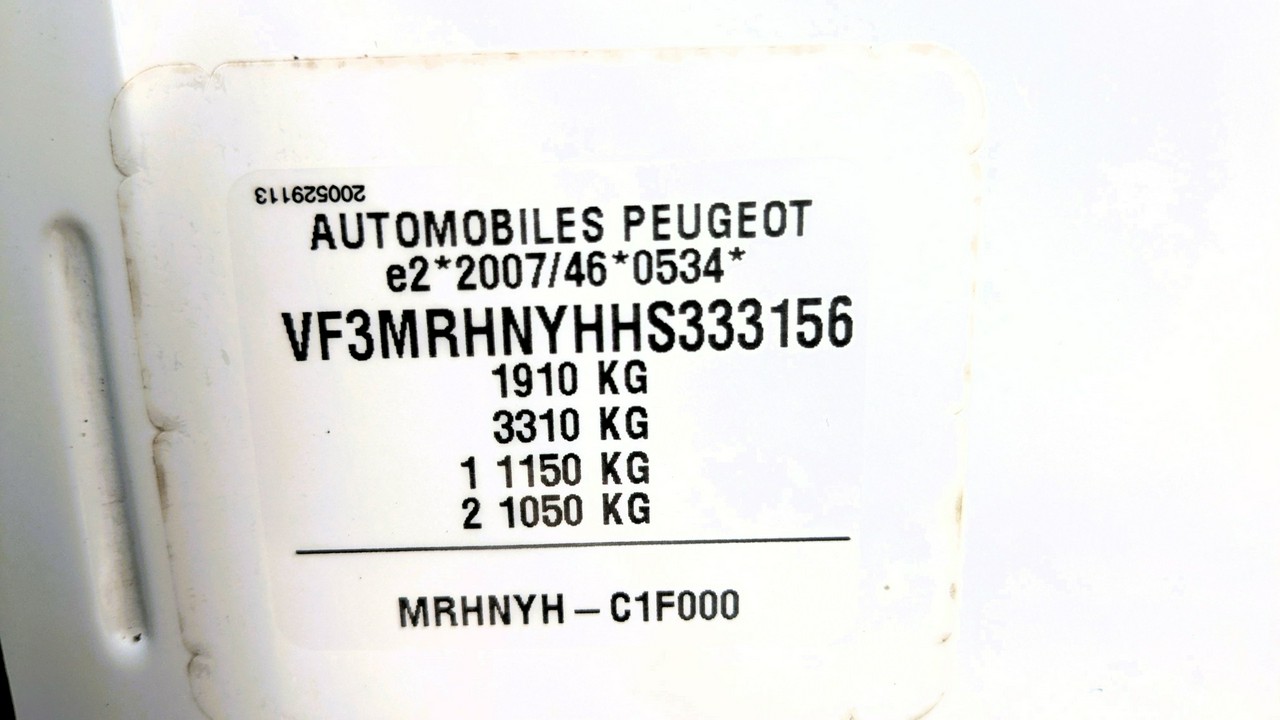 200529113
AUTOMOBILES PEUGEOT
e2*2007/46*0534*
VF3MRHNYHHS333156
1910 KG
3310 KG
1 1150 KG
2 1050 KG
MRHNYH – C1F000